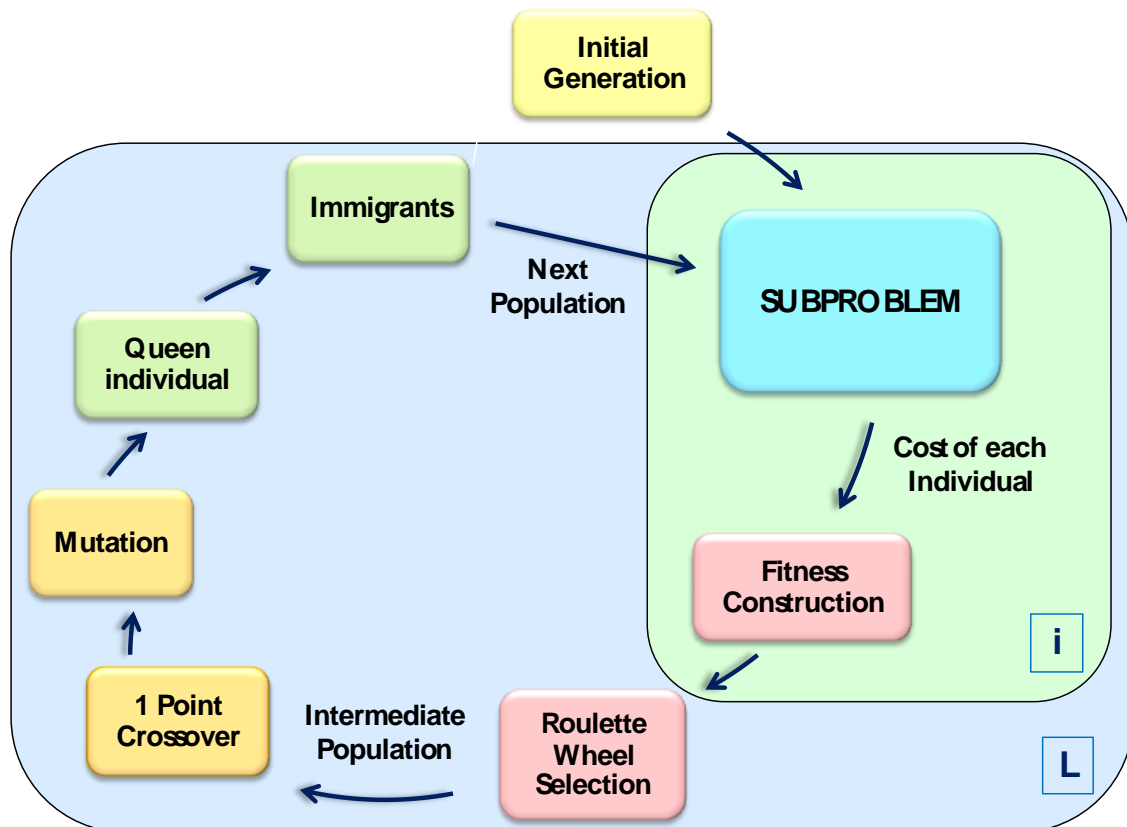 Initial
Generation
Immigrants
Next
Population
SUBPROBLEM
Queen
individual
Cost of each
Individual
Mutation
Fitness
Construction
i
1 Point
Crossover
Intermediate
Population
Roulette
Wheel
Selection
L